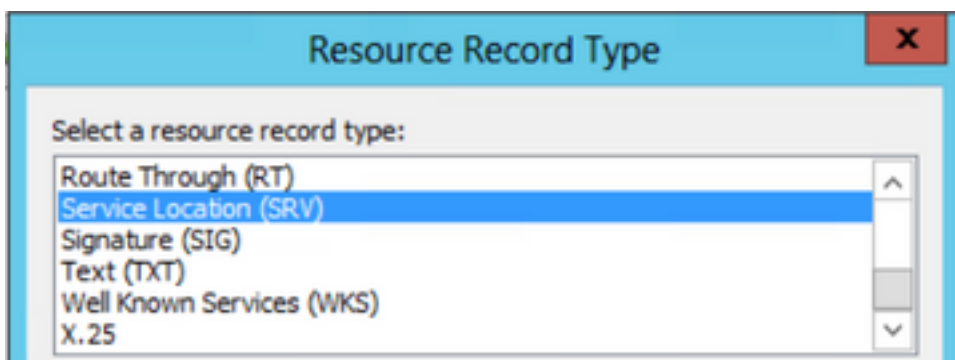 Resource Record Type
x
Select a resource record type:
Route Through (RT)
Service Location (SRV)
Signature (SIG)
Text (TXT)
Well Known Services (WKS)
X.25